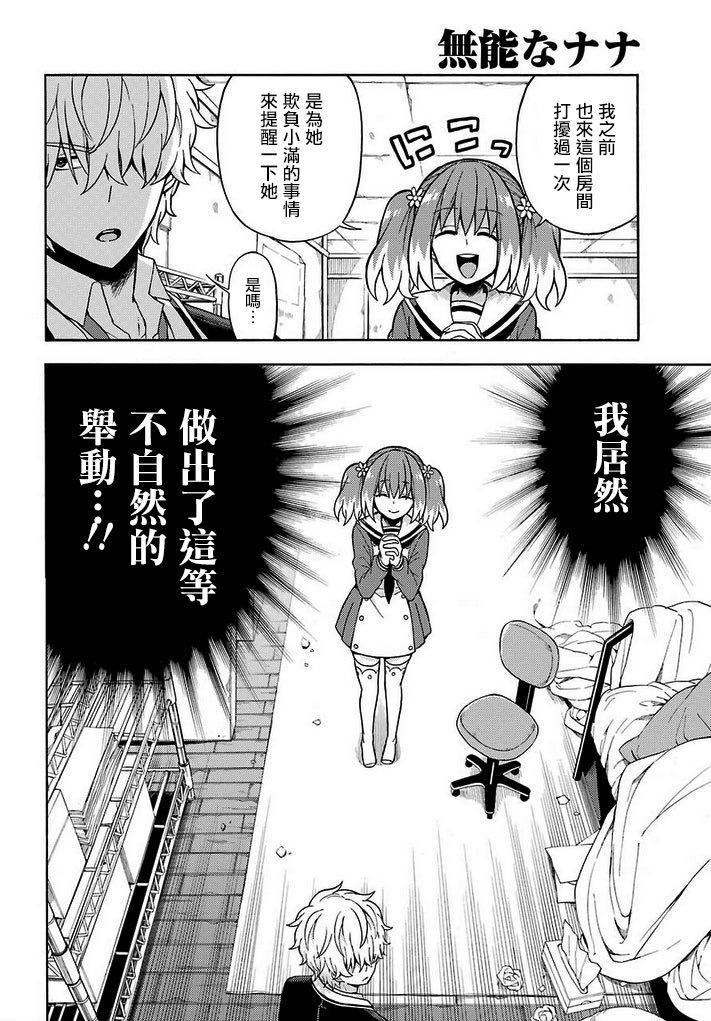 無能なナナ
我之前
也來這個房間
打擾過一次
にこっ
是為她
欺負小滿的事情
來提醒一下她
是嗎…
我居然
做出了這等
不自然的
舉動…!!